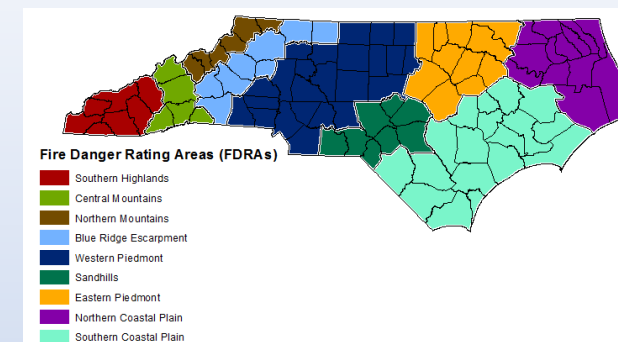 Fire Danger Rating Areas (FDRAs)
Southern Highlands
Central Mountains
Northern Mountains
Blue Ridge Escarpment
Western Piedmont
Sandhills
Eastern Piedmont
Northern Coastal Plain
Southern Coastal Plain